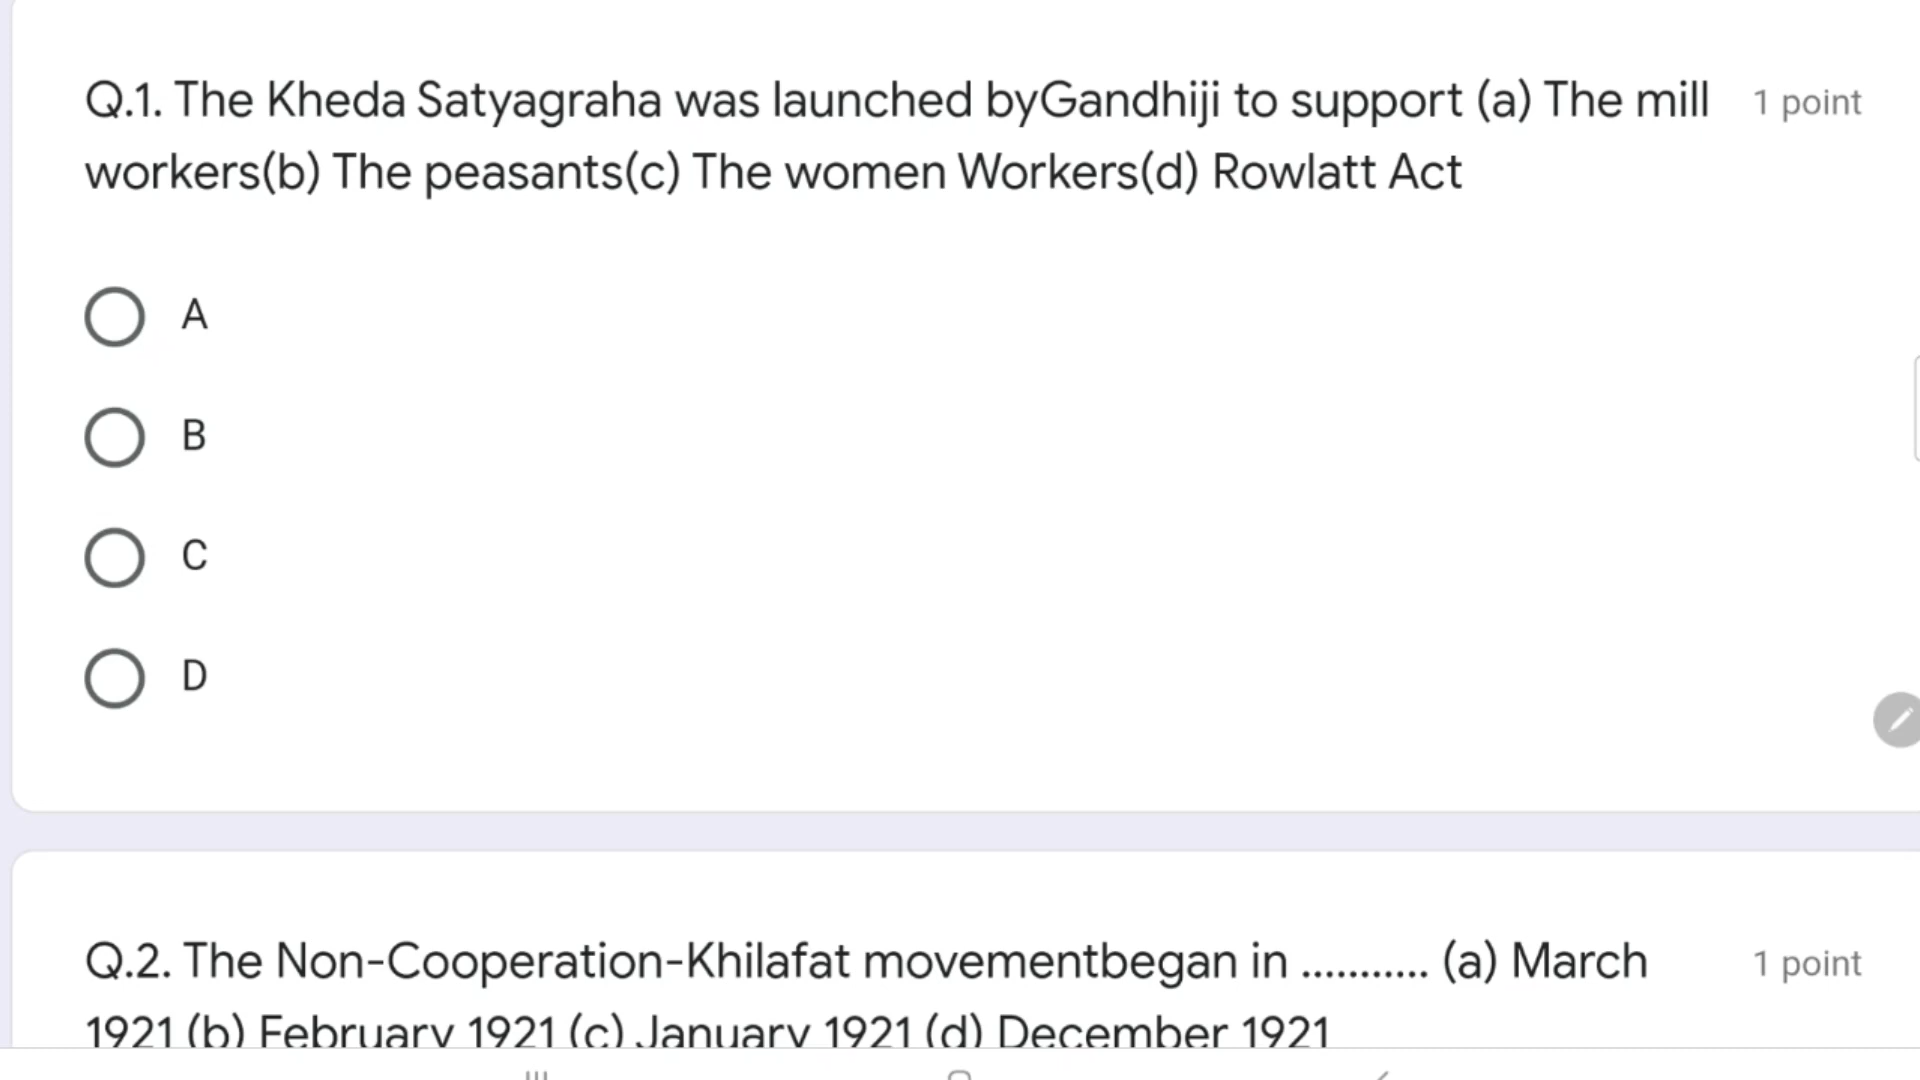 Q.1. The Kheda Satyagraha was launched byGandhiji to support (a) The mill 1 point
workers(b) The peasants(c) The women Workers(d) Rowlatt Act
A
B
C
D
Q.2. The Non-Cooperation-Khilafat movementbegan in ........... (a) March 1 point
1921 (b) February 1921 (c) January 1921 (d) December 1921